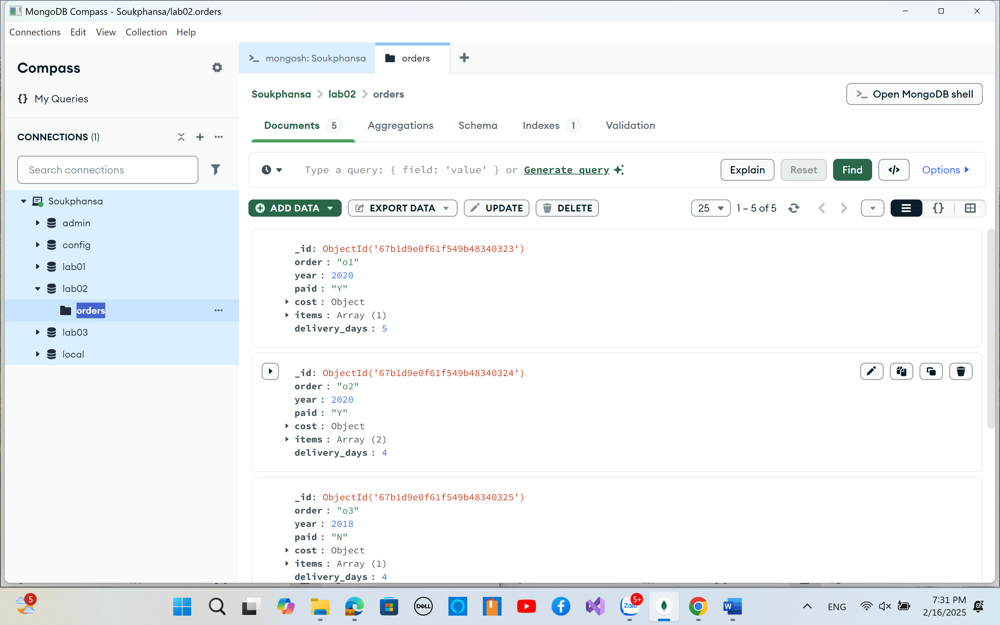 MongoDB Compass - Soukphansa/lab02.orders
Connections Edit View Collection Help
Compass
{} My Queries
CONNECTIONS (1)
Search connections
Soukphansa
admin
config
lab01
lab02
orders
lab03
local
>_ mongosh: Soukphansa
orders
Soukphansa > lab02 > orders
>_ Open MongoDB shell
Documents 5 Aggregations Schema Indexes 1 Validation
Type a query: { field: 'value' } or Generate query
Explain Reset Find </> Options
ADD DATA EXPORT DATA UPDATE DELETE
25 1 – 5 of 5 {}
_id: ObjectId('67b1d9e0f61f549b48340323')
order : "o1"
year : 2020
paid : "Y"
cost : Object
items : Array (1)
delivery_days : 5
_id: ObjectId('67b1d9e0f61f549b48340324')
order : "o2"
year : 2020
paid : "Y"
cost : Object
items : Array (2)
delivery_days : 4
_id: ObjectId('67b1d9e0f61f549b48340325')
order : "o3"
year : 2018
paid : "N"
cost : Object
items : Array (1)
delivery_days : 4
5
DELL
Zalo 5+
W
ENG
7:31 PM
2/16/2025